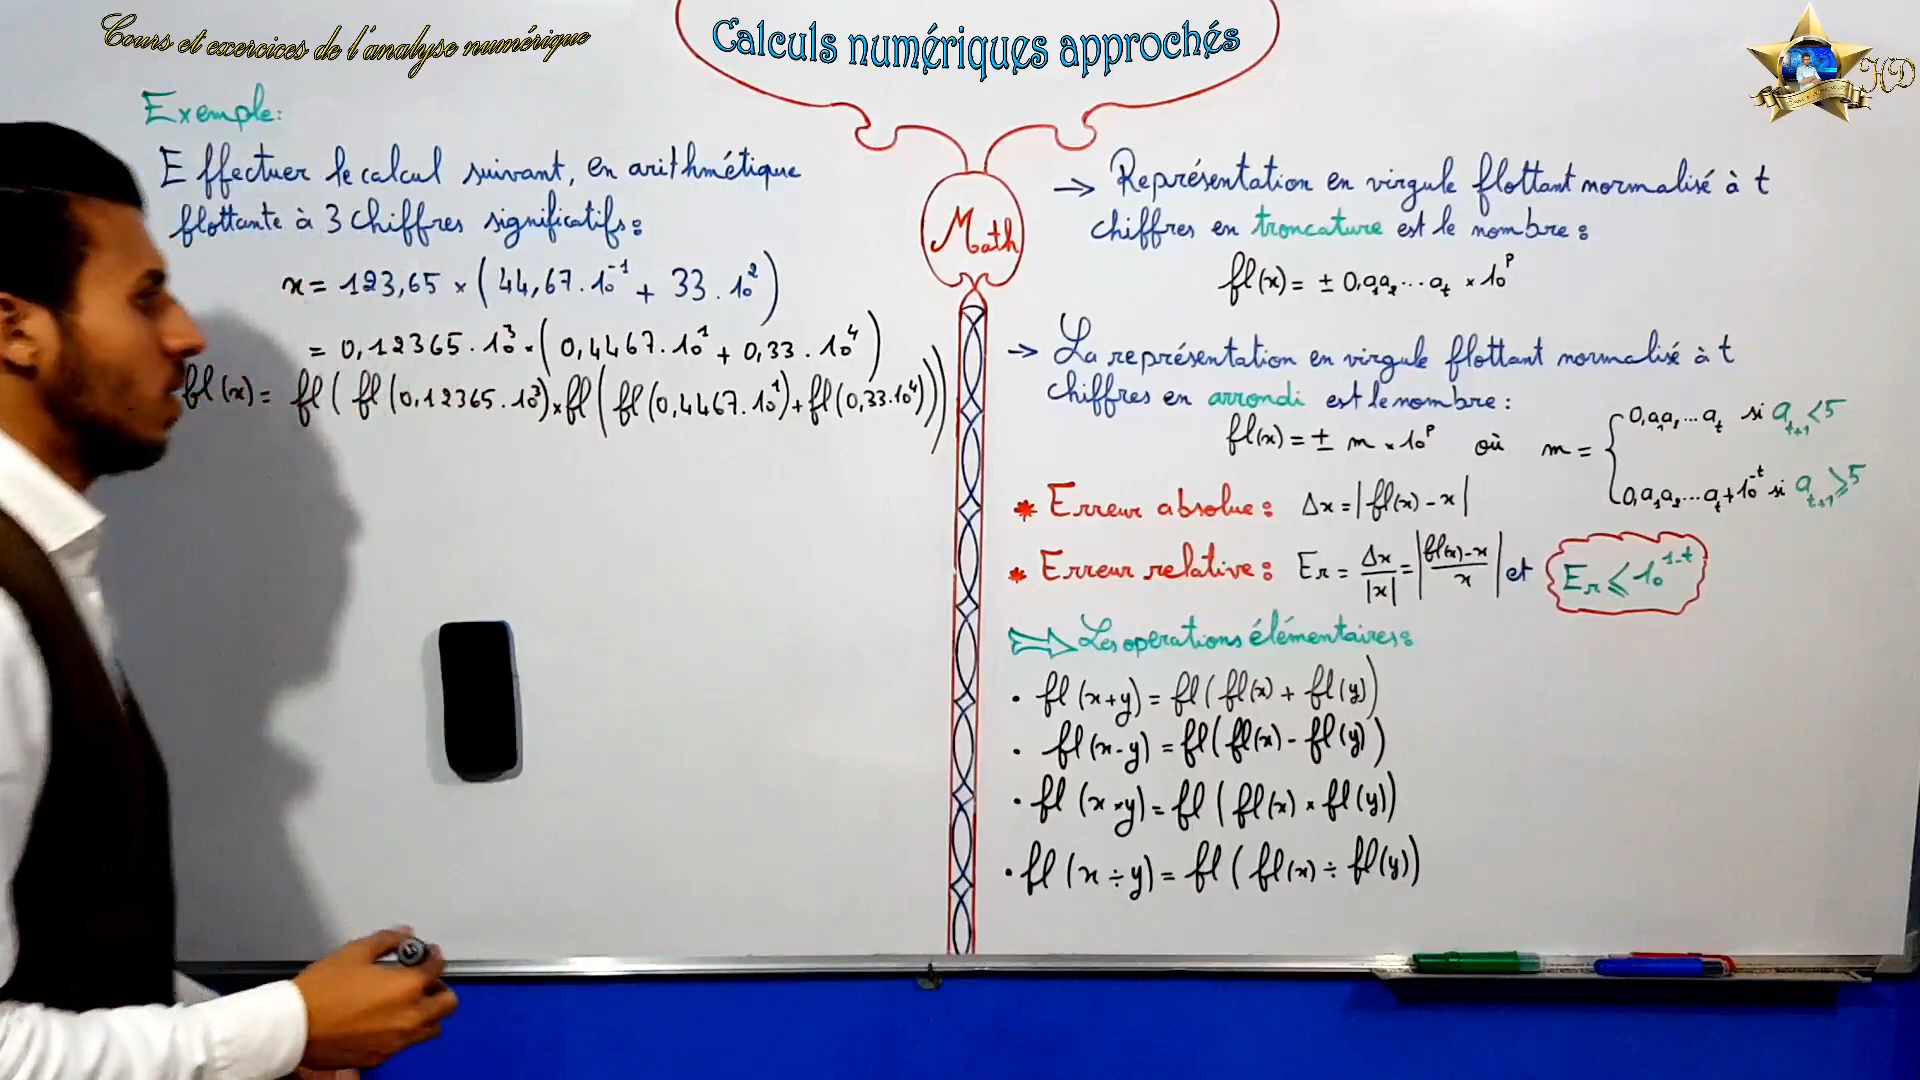 Cours et exercices de l'analyse numérique
Calculs numériques approchés
HD
Exemple:
Effectuer le calcul suivant, en arithmétique
flottante à 3 chiffres significatifs:
x = 123,65 × (44,67.10⁻¹ + 33.10²)
= 0,12365.10³ × (0,4467.10¹ + 0,33.10⁴)
fl(x) = fl( fl(0,12365.10³) × fl( fl(0,4467.10¹) + fl(0,33.10⁴)))
Math
→ Représentation en virgule flottant normalisé à t
chiffres en troncature est le nombre:
fl(x) = ± 0,a₁a₂...aₜ × 10ᵖ
→ La représentation en virgule flottant normalisé à t
chiffres en arrondi est le nombre:
fl(x) = ± m × 10ᵖ où m = { 0,a₁a₂...aₜ si aₜ₊₁ < 5
0,a₁a₂...aₜ + 10⁻ᵗ si aₜ₊₁ ⩾ 5
* Erreur absolue: Δx = |fl(x) - x|
* Erreur relative: Er = Δx/|x| = |(fl(x) - x)/x| et Er ⩽ 10¹⁻ᵗ
⇒ Les operations élémentaires:
• fl(x+y) = fl(fl(x) + fl(y))
• fl(x-y) = fl(fl(x) - fl(y))
• fl(x×y) = fl(fl(x) × fl(y))
• fl(x÷y) = fl(fl(x) ÷ fl(y))